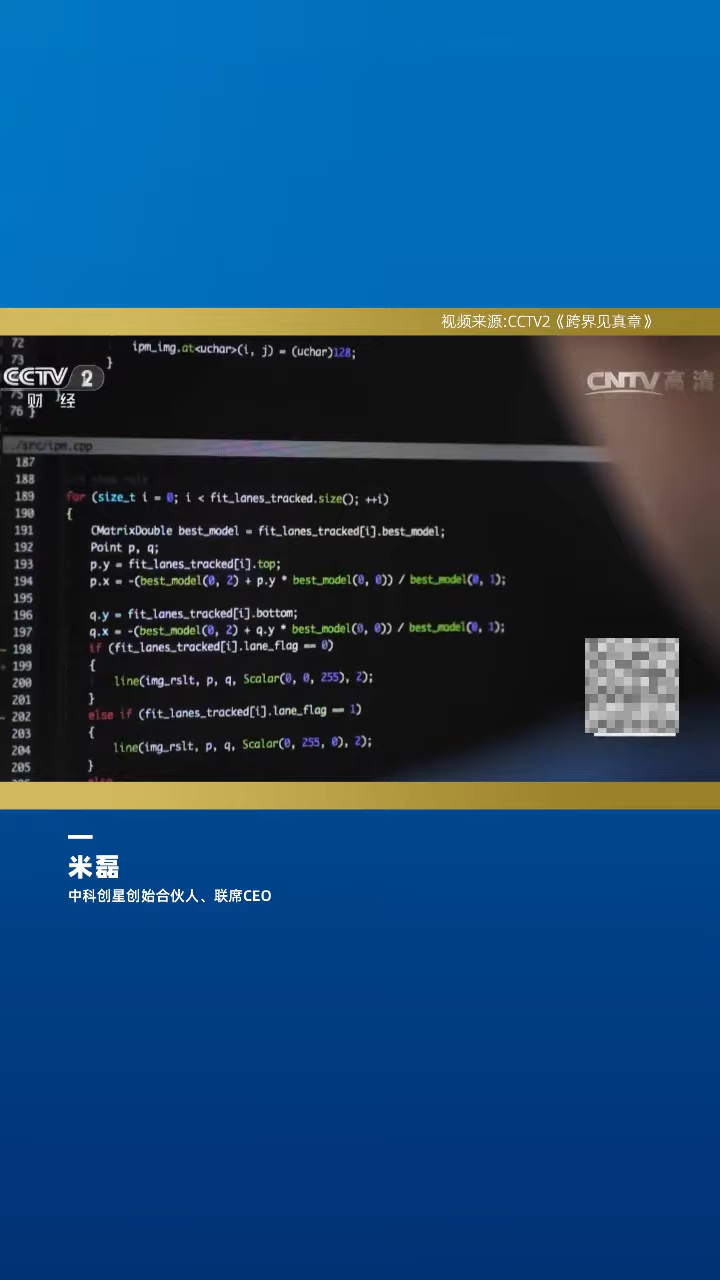 视频来源:CCTV2《跨界见真章》
72 ipm_img.at<uchar>(i, j) = (uchar)128;
73 }
CCTV 2
财 经
CNTV高清
75 }
76 }
../src/ipm.cpp
187
188
189 for (size_t i = 0; i < fit_lanes_tracked.size(); ++i)
190 {
191 CMatrixDouble best_model = fit_lanes_tracked[i].best_model;
192 Point p, q;
193 p.y = fit_lanes_tracked[i].top;
194 p.x = -(best_model(0, 2) + p.y * best_model(0, 0)) / best_model(0, 1);
195
196 q.y = fit_lanes_tracked[i].bottom;
197 q.x = -(best_model(0, 2) + q.y * best_model(0, 0)) / best_model(0, 1);
198 if (fit_lanes_tracked[i].lane_flag == 0)
199 {
200 line(img_rslt, p, q, Scalar(0, 0, 255), 2);
201 }
202 else if (fit_lanes_tracked[i].lane_flag == 1)
203 {
204 line(img_rslt, p, q, Scalar(0, 255, 0), 2);
205 }
else
米磊
中科创星创始合伙人、联席CEO